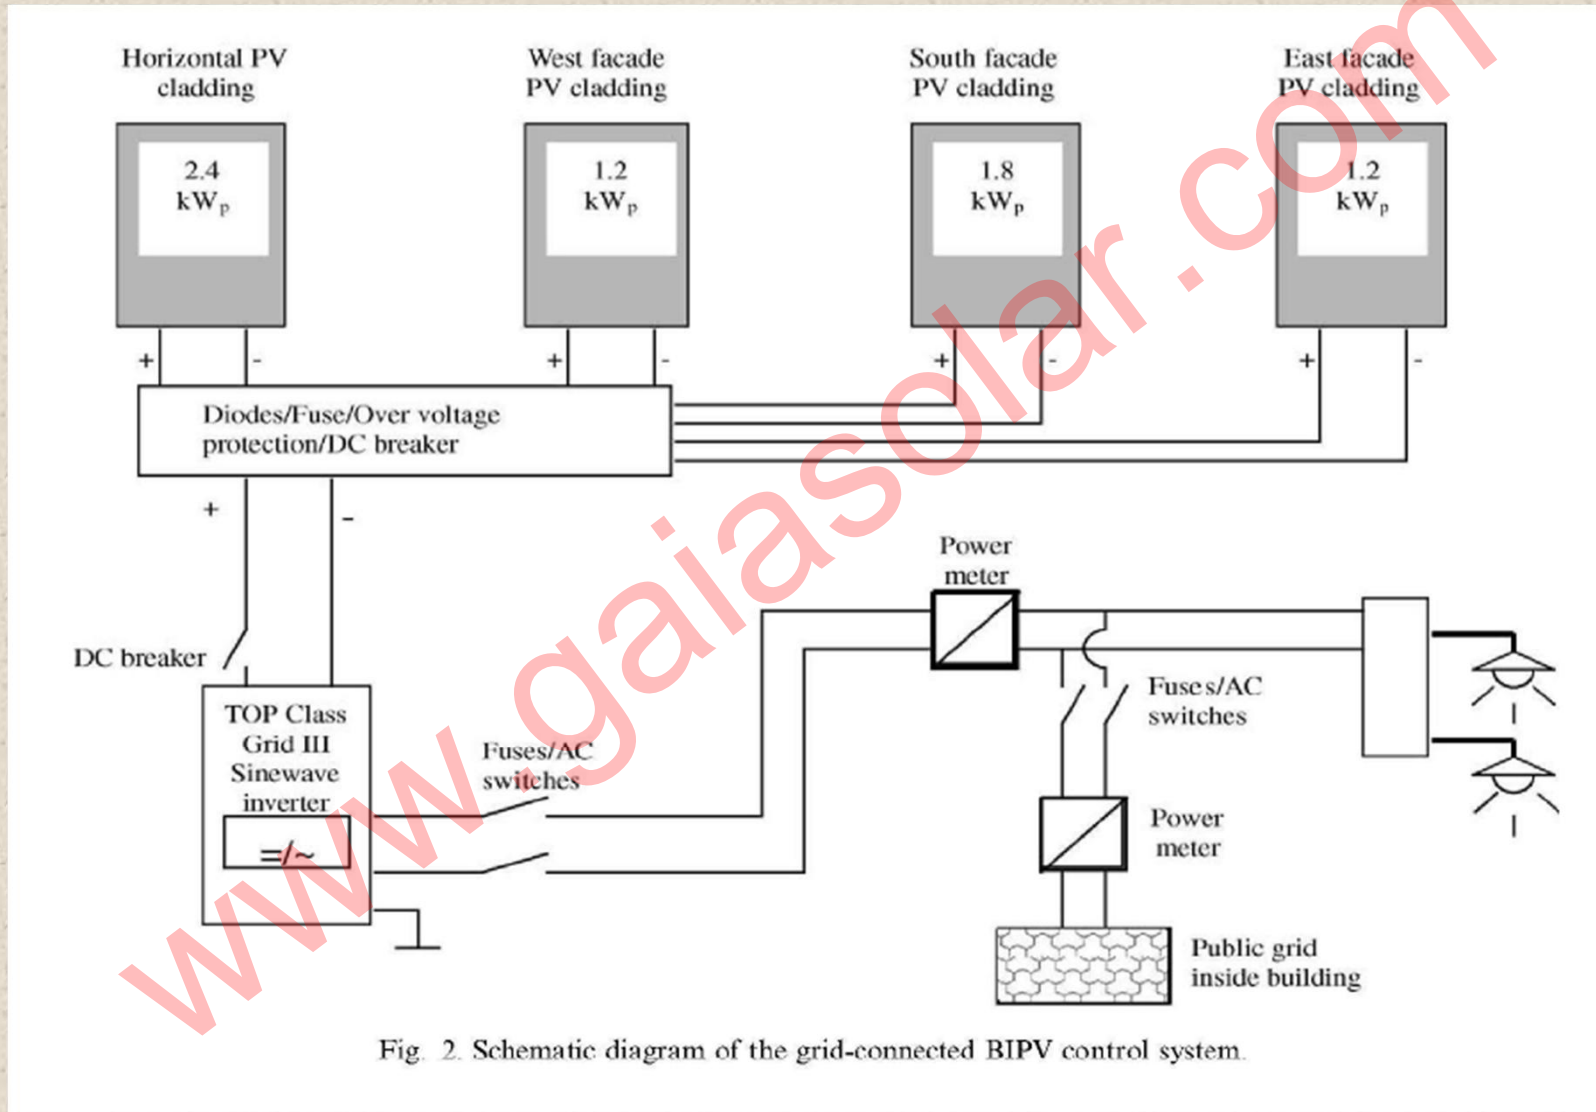 Horizontal PV
cladding
West facade
PV cladding
South facade
PV cladding
East facade
PV cladding
2.4
kWp
1.2
kWp
1.8
kWp
1.2
kWp
+
-
+
-
+
-
+
-
Diodes/Fuse/Over voltage
protection/DC breaker
+
-
DC breaker
TOP Class
Grid III
Sinewave
inverter
=/~
Fuses/AC
switches
Power
meter
Fuses/AC
switches
Power
meter
Public grid
inside building
www.gaiasolar.com
Fig. 2. Schematic diagram of the grid-connected BIPV control system.